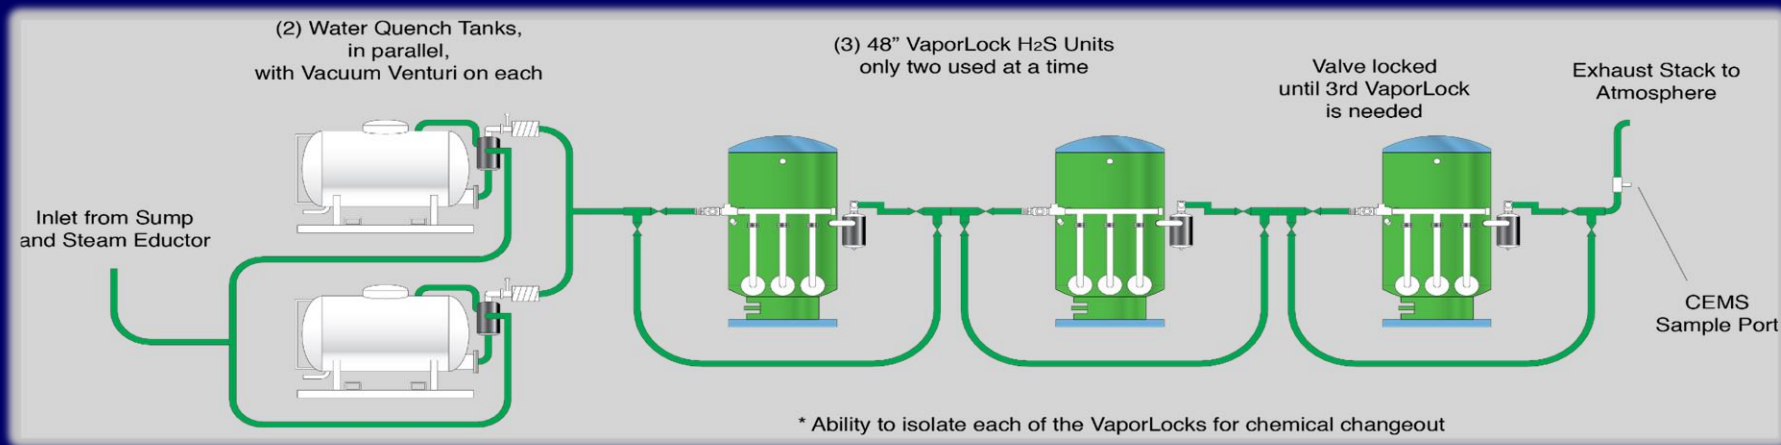 (2) Water Quench Tanks,
in parallel,
with Vacuum Venturi on each
(3) 48” VaporLock H2S Units
only two used at a time
Valve locked
until 3rd VaporLock
is needed
Exhaust Stack to
Atmosphere
Inlet from Sump
and Steam Eductor
CEMS
Sample Port
* Ability to isolate each of the VaporLocks for chemical changeout